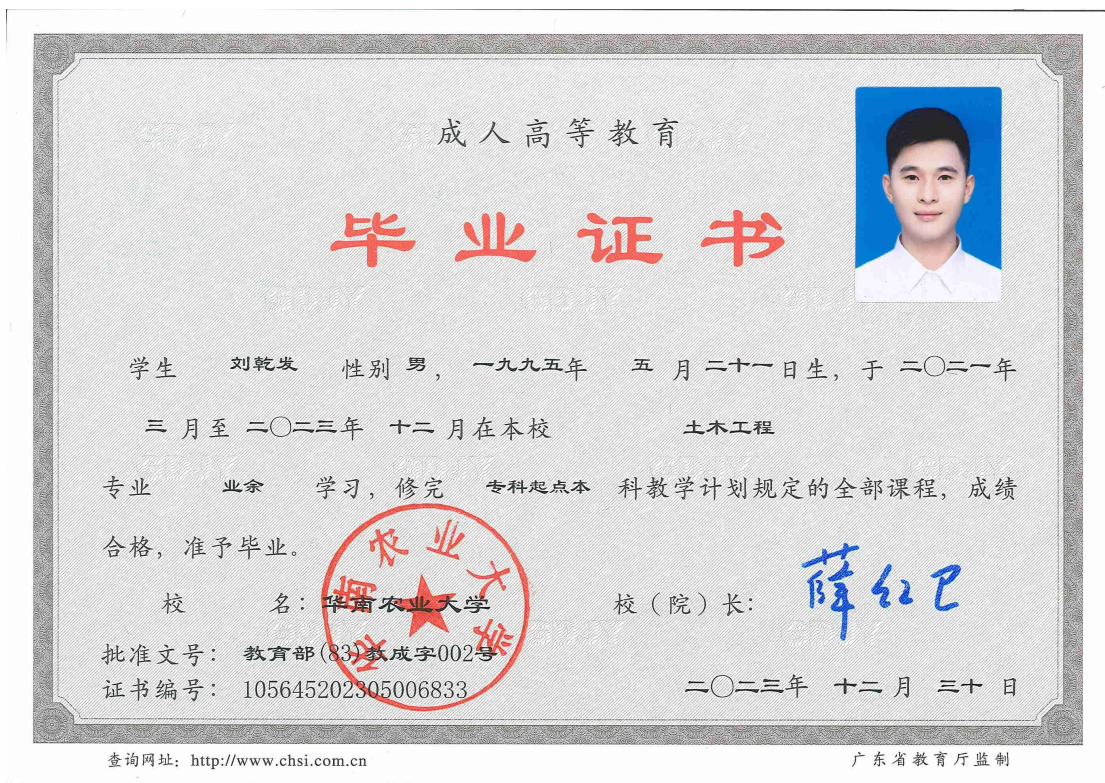 成人高等教育
毕业证书
学生 刘乾发 性别 男，一九九五年 五 月 二十一 日生，于 二〇二一年
三 月至 二〇二三年 十二 月在本校 土木工程
专业 业余 学习，修完 专科起点本 科教学计划规定的全部课程，成绩
合格，准予毕业。
华南农业大学
校 名：华南农业大学 校（院）长：薛红卫
批准文号：教育部(83)教成字002号
证书编号：105645202305006833 二〇二三年 十二 月 三十 日
查询网址：http://www.chsi.com.cn 广东省教育厅监制